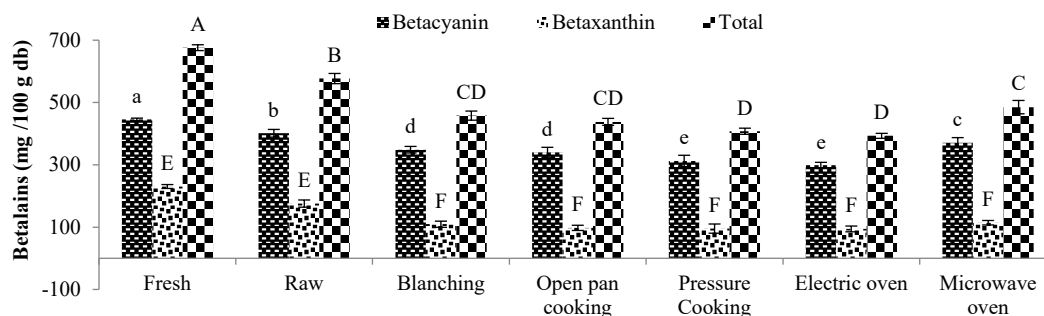 Betacyanin Betaxanthin Total
Betalains (mg /100 g db)
700
500
300
100
-100
a E A
b E B
d F CD
d F CD
e F D
e F D
c F C
Fresh
Raw
Blanching
Open pan
cooking
Pressure
Cooking
Electric oven
Microwave
oven